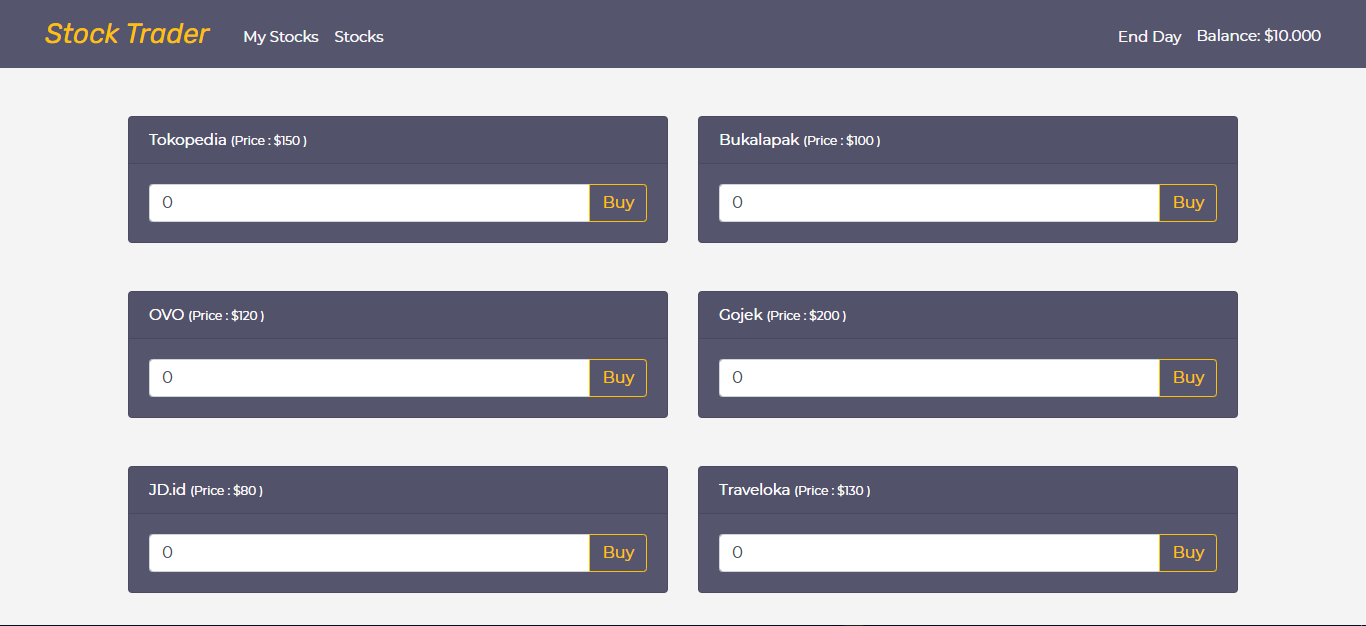 Stock Trader My Stocks Stocks End Day Balance: $10.000
Tokopedia (Price : $150 )
0 Buy
Bukalapak (Price : $100 )
0 Buy
OVO (Price : $120 )
0 Buy
Gojek (Price : $200 )
0 Buy
JD.id (Price : $80 )
0 Buy
Traveloka (Price : $130 )
0 Buy